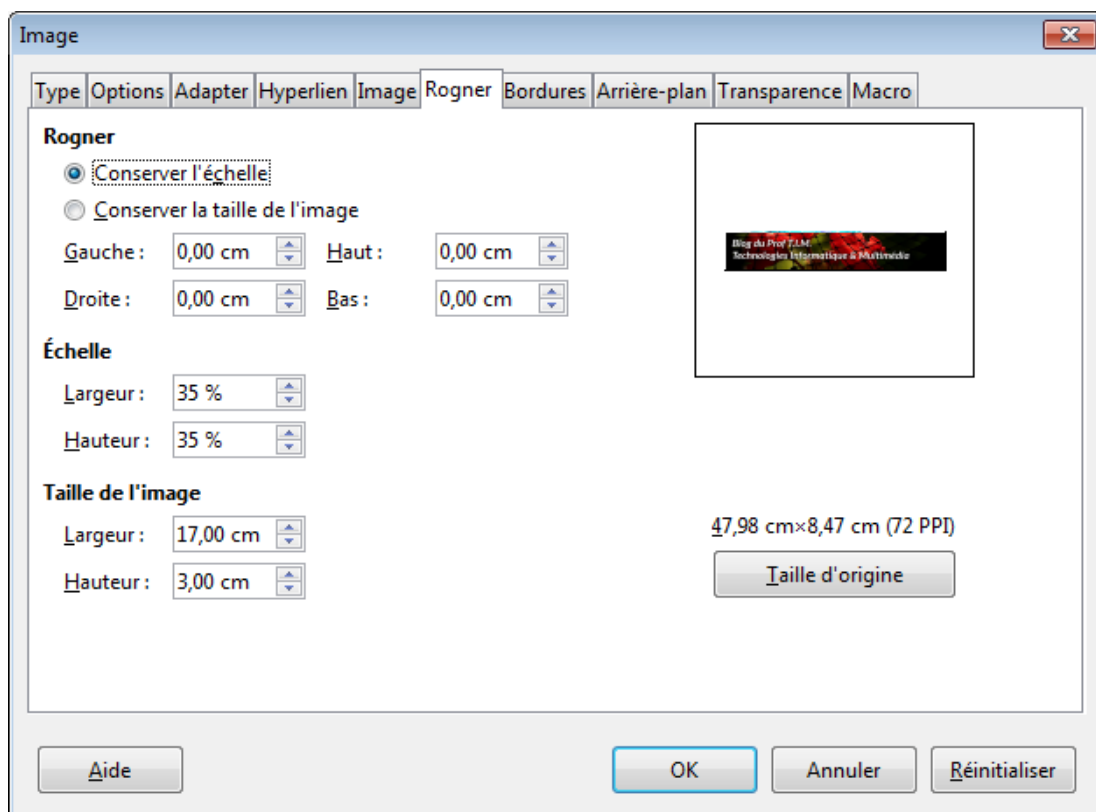 Image
Type Options Adapter Hyperlien Image Rogner Bordures Arrière-plan Transparence Macro
Rogner
Conserver l'échelle
Conserver la taille de l'image
Gauche : 0,00 cm Haut : 0,00 cm
Droite : 0,00 cm Bas : 0,00 cm
Blog du Prof T.I.M.
Technologies Informatique & Multimédia
Échelle
Largeur : 35 %
Hauteur : 35 %
Taille de l'image
Largeur : 17,00 cm
Hauteur : 3,00 cm
47,98 cm×8,47 cm (72 PPI)
Taille d'origine
Aide OK Annuler Réinitialiser